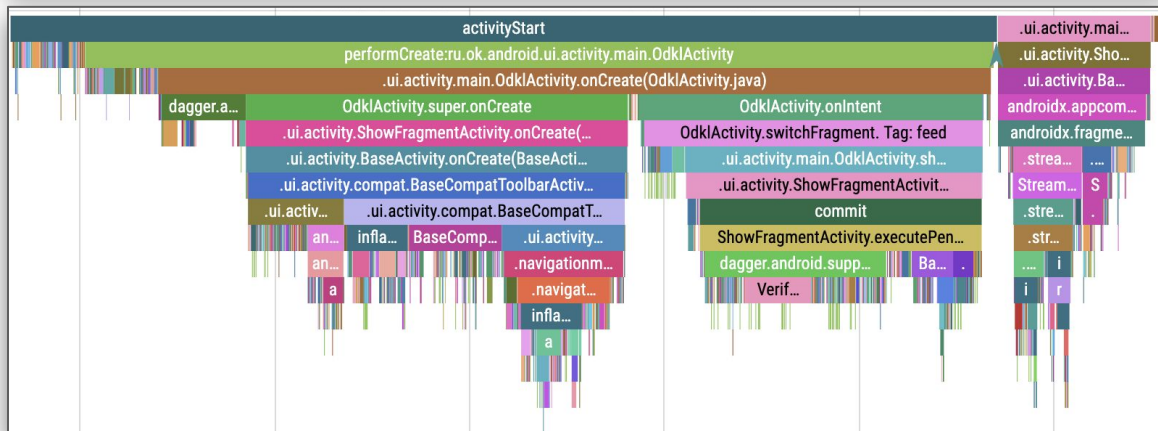 activityStart .ui.activity.mai...
performCreate:ru.ok.android.ui.activity.main.OdklActivity .ui.activity.Sho...
.ui.activity.main.OdklActivity.onCreate(OdklActivity.java) .ui.activity.Ba...
dagger.a... OdklActivity.super.onCreate OdklActivity.onIntent androidx.appcom...
.ui.activity.ShowFragmentActivity.onCreate(... OdklActivity.switchFragment. Tag: feed androidx.fragme...
.ui.activity.BaseActivity.onCreate(BaseActi... .ui.activity.main.OdklActivity.sh... .strea... ...
.ui.activity.compat.BaseCompatToolbarActiv... .ui.activity.ShowFragmentActivit... Stream... S
.ui.activ... .ui.activity.compat.BaseCompatT... commit .stre... .
an... infla... BaseComp... .ui.activity... ShowFragmentActivity.executePen... .str...
an... .navigationm... dagger.android.supp... Ba... . ... i
a .navigat... Verif... i r
infla...
a